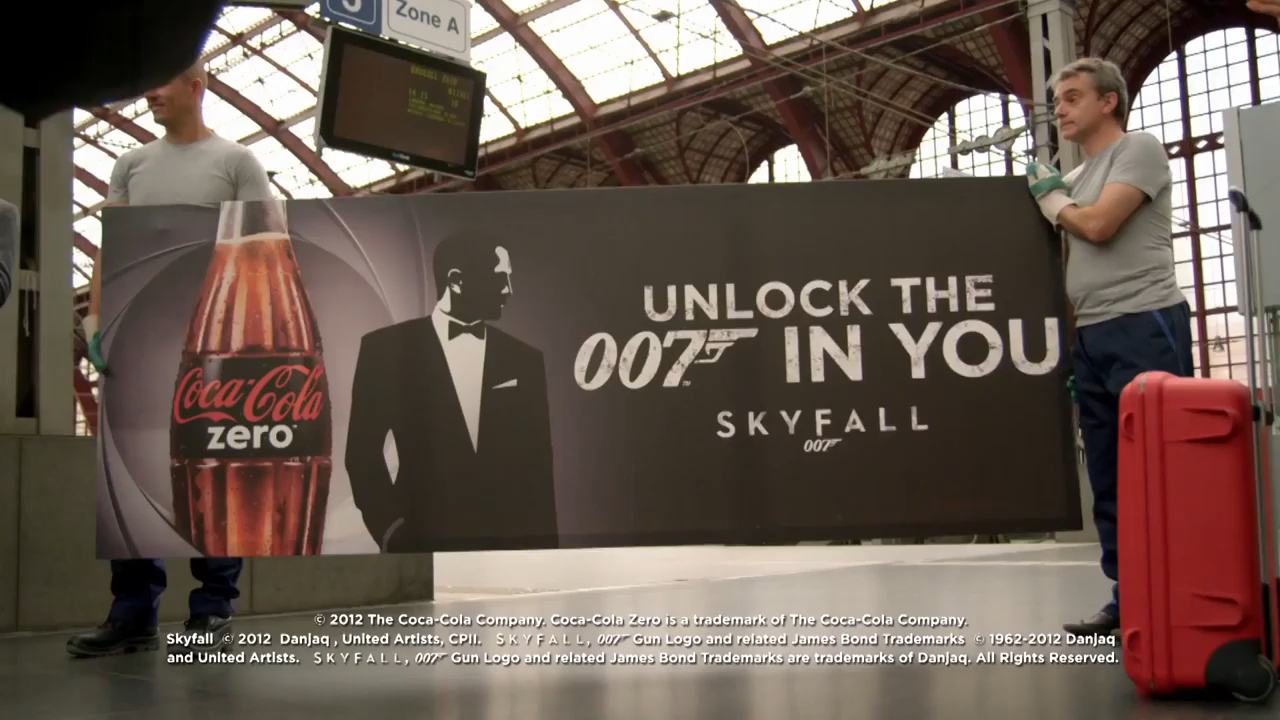 5
Zone A
Coca-Cola
zero
UNLOCK THE
007 IN YOU
SKYFALL
007
© 2012 The Coca-Cola Company. Coca-Cola Zero is a trademark of The Coca-Cola Company.
Skyfall © 2012 Danjaq , United Artists, CPII. SKYFALL, 007 Gun Logo and related James Bond Trademarks © 1962-2012 Danjaq
and United Artists. SKYFALL, 007 Gun Logo and related James Bond Trademarks are trademarks of Danjaq. All Rights Reserved.